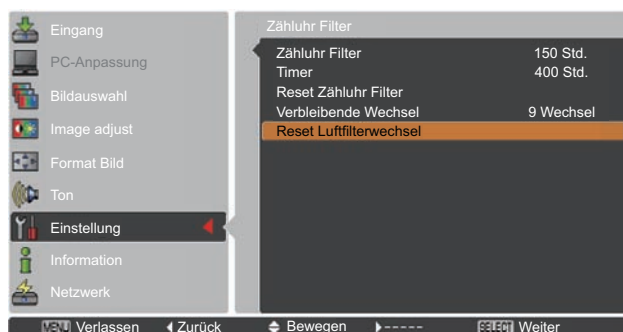 Eingang
PC-Anpassung
Bildauswahl
Image adjust
Format Bild
Ton
Einstellung
Information
Netzwerk
Zähluhr Filter
Zähluhr Filter 150 Std.
Timer 400 Std.
Reset Zähluhr Filter
Verbleibende Wechsel 9 Wechsel
Reset Luftfilterwechsel
MENU Verlassen Zurück Bewegen ----- SELECT Weiter